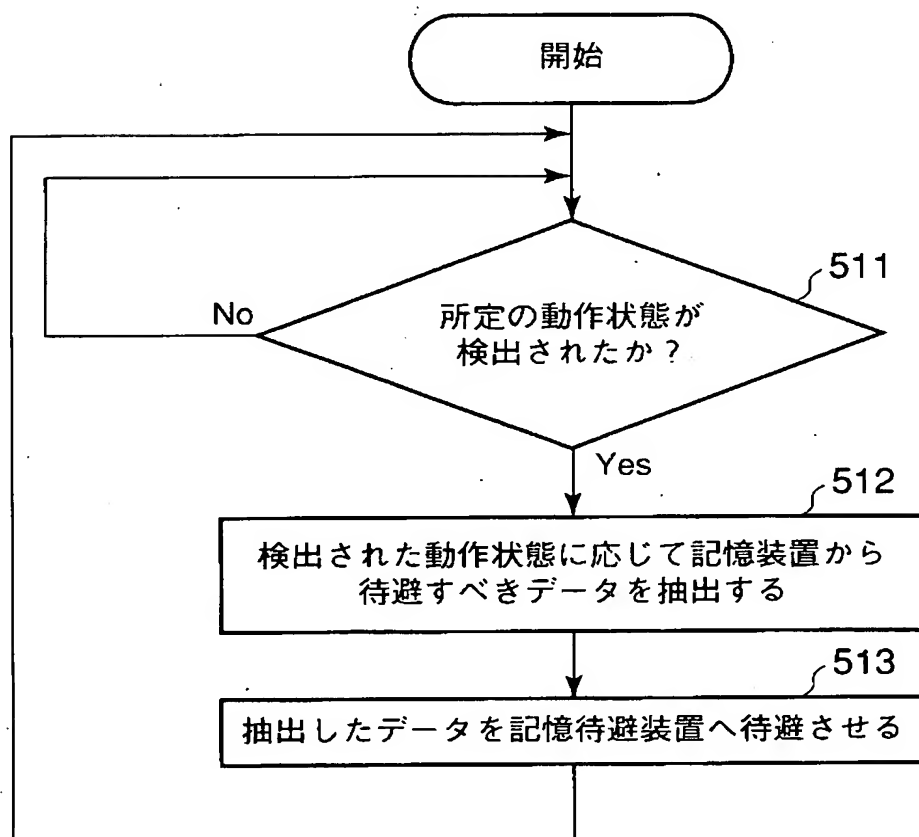 開始
511
No
所定の動作状態が
検出されたか？
Yes
512
検出された動作状態に応じて記憶装置から
待避すべきデータを抽出する
513
抽出したデータを記憶待避装置へ待避させる